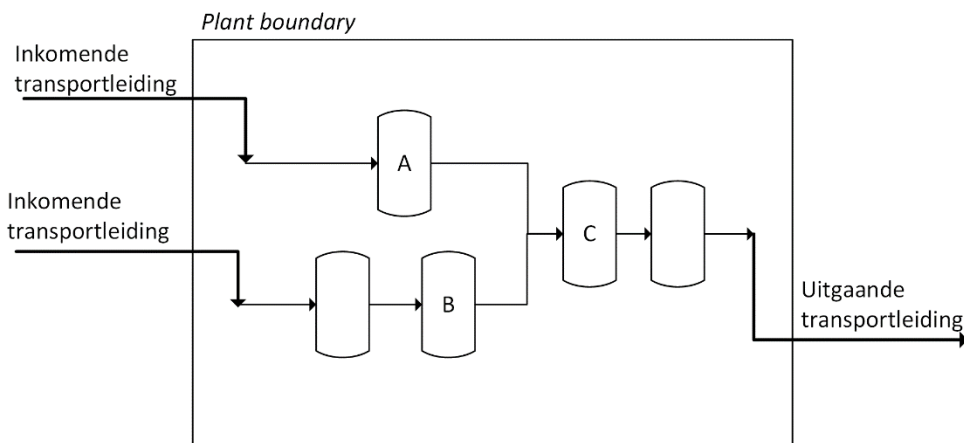 Plant boundary
Inkomende
transportleiding
A
Inkomende
transportleiding
C
B
Uitgaande
transportleiding